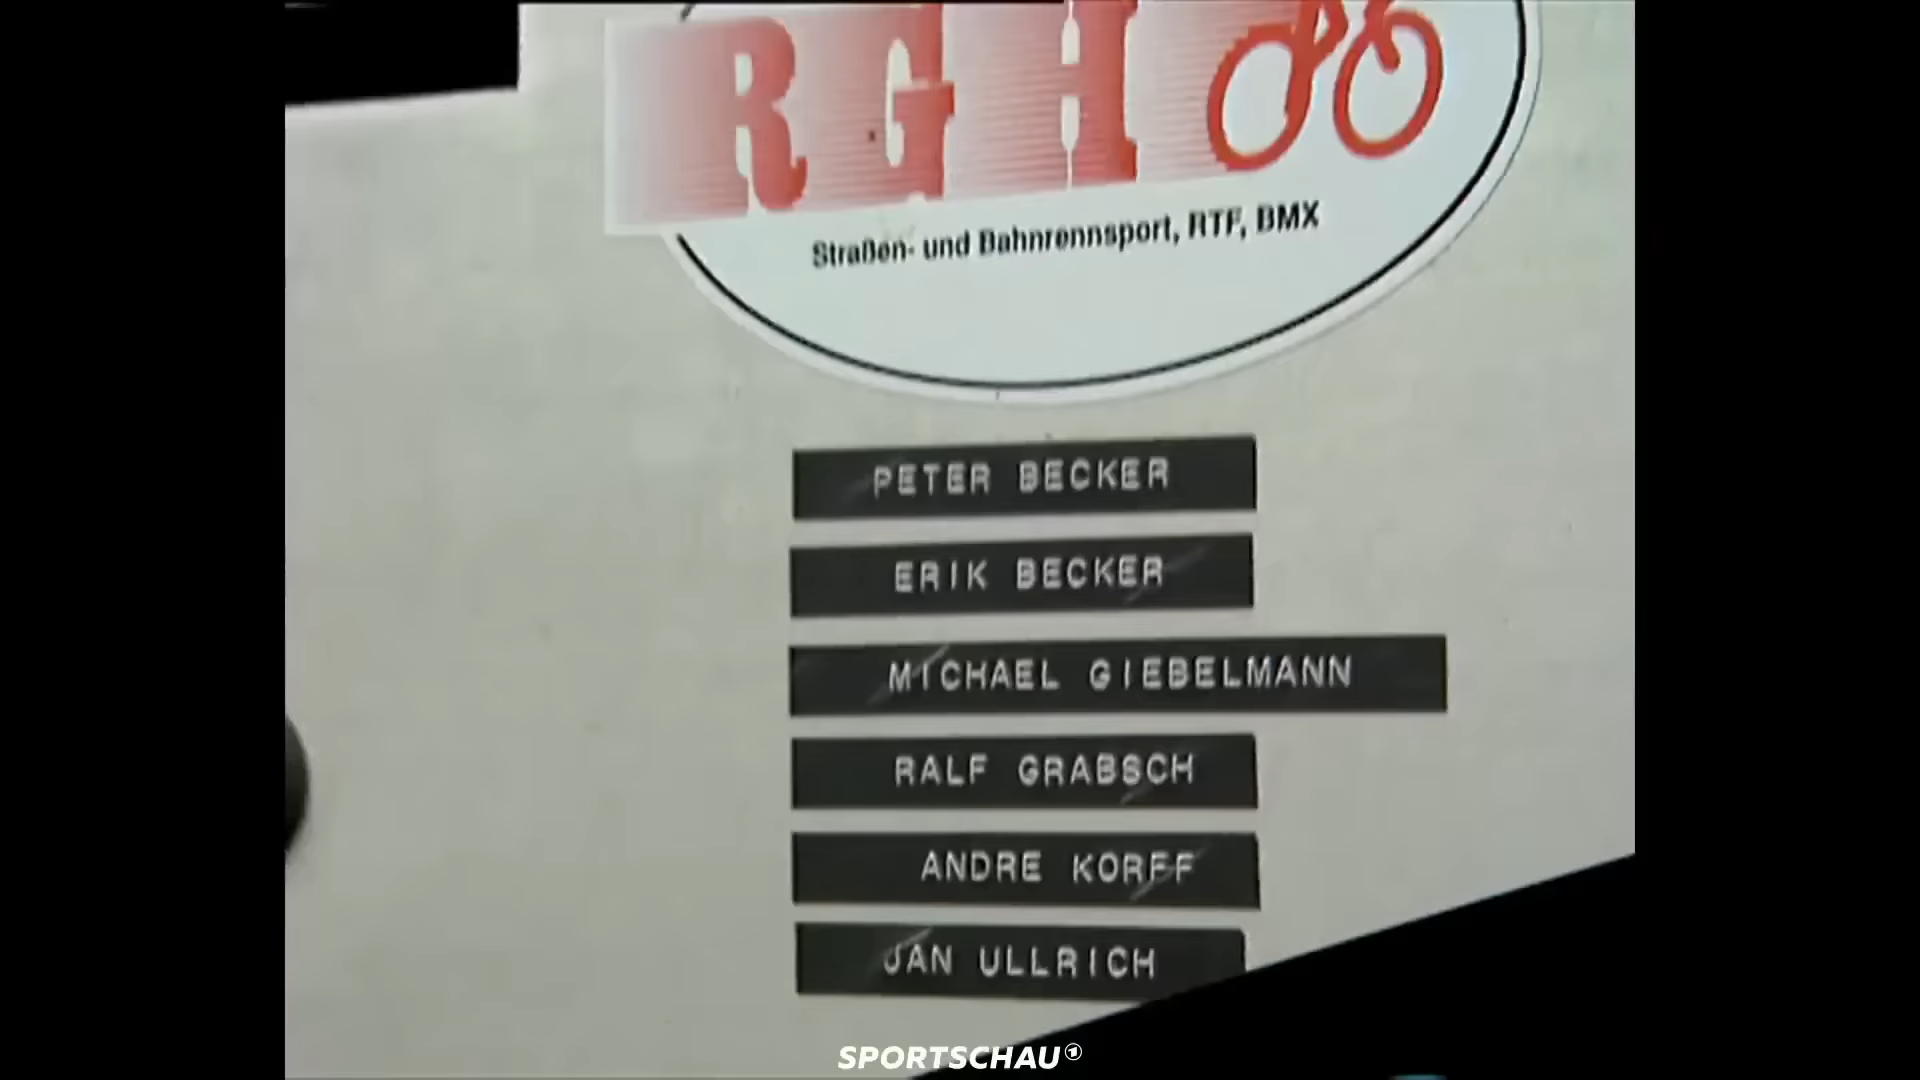 RGH
Straßen- und Bahnrennsport, RTF, BMX
PETER BECKER
ERIK BECKER
MICHAEL GIEBELMANN
RALF GRABSCH
ANDRE KORFF
JAN ULLRICH
SPORTSCHAU